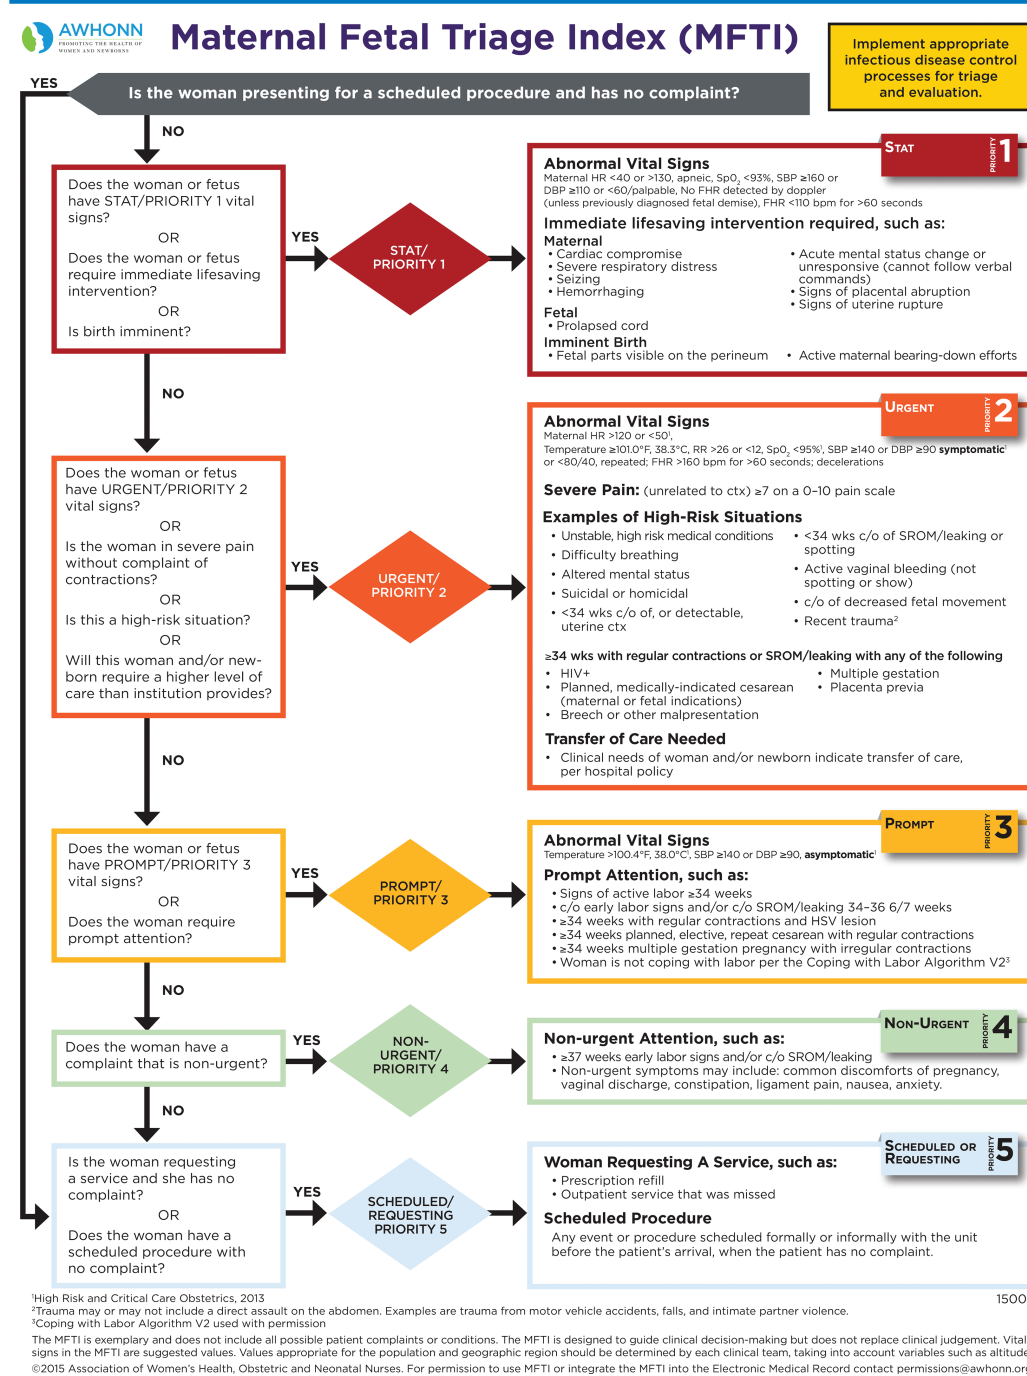 AWHONN
PROMOTING THE HEALTH OF
WOMEN AND NEWBORNS
Maternal Fetal Triage Index (MFTI)
Implement appropriate
infectious disease control
processes for triage
and evaluation.
YES
Is the woman presenting for a scheduled procedure and has no complaint?
NO
Does the woman or fetus
have STAT/PRIORITY 1 vital
signs?
OR
Does the woman or fetus
require immediate lifesaving
intervention?
OR
Is birth imminent?
YES
STAT/
PRIORITY 1
STAT
PRIORITY 1
Abnormal Vital Signs
Maternal HR <40 or >130, apneic, SpO2 <93%, SBP ≥160 or
DBP ≥110 or <60/palpable, No FHR detected by doppler
(unless previously diagnosed fetal demise), FHR <110 bpm for >60 seconds
Immediate lifesaving intervention required, such as:
Maternal
• Cardiac compromise
• Severe respiratory distress
• Seizing
• Hemorrhaging
• Acute mental status change or
unresponsive (cannot follow verbal
commands)
• Signs of placental abruption
• Signs of uterine rupture
Fetal
• Prolapsed cord
Imminent Birth
• Fetal parts visible on the perineum
• Active maternal bearing-down efforts
NO
Does the woman or fetus
have URGENT/PRIORITY 2
vital signs?
OR
Is the woman in severe pain
without complaint of
contractions?
OR
Is this a high-risk situation?
OR
Will this woman and/or new-
born require a higher level of
care than institution provides?
YES
URGENT/
PRIORITY 2
URGENT
PRIORITY 2
Abnormal Vital Signs
Maternal HR >120 or <50¹,
Temperature ≥101.0°F, 38.3°C, RR >26 or <12, SpO2 <95%¹, SBP ≥140 or DBP ≥90 symptomatic¹
or <80/40, repeated; FHR >160 bpm for >60 seconds; decelerations
Severe Pain: (unrelated to ctx) ≥7 on a 0–10 pain scale
Examples of High-Risk Situations
• Unstable, high risk medical conditions
• Difficulty breathing
• Altered mental status
• Suicidal or homicidal
• <34 wks c/o of, or detectable,
uterine ctx
• <34 wks c/o of SROM/leaking or
spotting
• Active vaginal bleeding (not
spotting or show)
• c/o of decreased fetal movement
• Recent trauma²
≥34 wks with regular contractions or SROM/leaking with any of the following
• HIV+
• Planned, medically-indicated cesarean
(maternal or fetal indications)
• Breech or other malpresentation
• Multiple gestation
• Placenta previa
Transfer of Care Needed
• Clinical needs of woman and/or newborn indicate transfer of care,
per hospital policy
NO
Does the woman or fetus
have PROMPT/PRIORITY 3
vital signs?
OR
Does the woman require
prompt attention?
YES
PROMPT/
PRIORITY 3
PROMPT
PRIORITY 3
Abnormal Vital Signs
Temperature >100.4°F, 38.0°C¹, SBP ≥140 or DBP ≥90, asymptomatic¹
Prompt Attention, such as:
• Signs of active labor ≥34 weeks
• c/o early labor signs and/or c/o SROM/leaking 34–36 6/7 weeks
• ≥34 weeks with regular contractions and HSV lesion
• ≥34 weeks planned, elective, repeat cesarean with regular contractions
• ≥34 weeks multiple gestation pregnancy with irregular contractions
• Woman is not coping with labor per the Coping with Labor Algorithm V2³
NO
Does the woman have a
complaint that is non-urgent?
YES
NON-
URGENT/
PRIORITY 4
NON-URGENT
PRIORITY 4
Non-urgent Attention, such as:
• ≥37 weeks early labor signs and/or c/o SROM/leaking
• Non-urgent symptoms may include: common discomforts of pregnancy,
vaginal discharge, constipation, ligament pain, nausea, anxiety.
NO
Is the woman requesting
a service and she has no
complaint?
OR
Does the woman have a
scheduled procedure with
no complaint?
YES
SCHEDULED/
REQUESTING
PRIORITY 5
SCHEDULED OR
REQUESTING
PRIORITY 5
Woman Requesting A Service, such as:
• Prescription refill
• Outpatient service that was missed
Scheduled Procedure
Any event or procedure scheduled formally or informally with the unit
before the patient's arrival, when the patient has no complaint.
¹High Risk and Critical Care Obstetrics, 2013
1500
²Trauma may or may not include a direct assault on the abdomen. Examples are trauma from motor vehicle accidents, falls, and intimate partner violence.
³Coping with Labor Algorithm V2 used with permission
The MFTI is exemplary and does not include all possible patient complaints or conditions. The MFTI is designed to guide clinical decision-making but does not replace clinical judgement. Vital
signs in the MFTI are suggested values. Values appropriate for the population and geographic region should be determined by each clinical team, taking into account variables such as altitude
©2015 Association of Women's Health, Obstetric and Neonatal Nurses. For permission to use MFTI or integrate the MFTI into the Electronic Medical Record contact permissions@awhonn.org